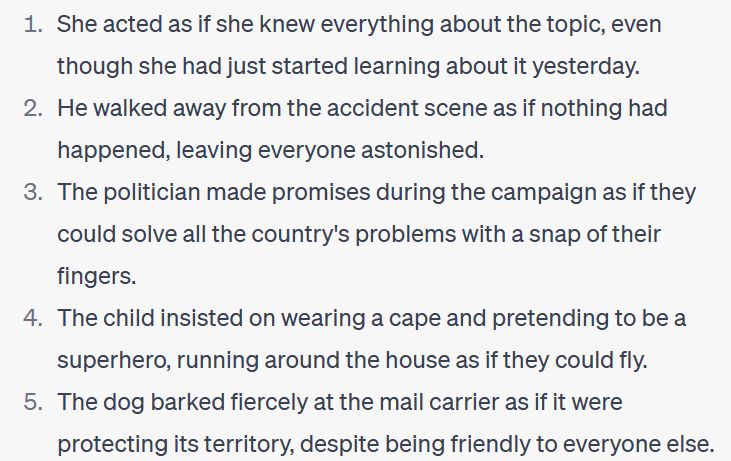 1. She acted as if she knew everything about the topic, even
though she had just started learning about it yesterday.
2. He walked away from the accident scene as if nothing had
happened, leaving everyone astonished.
3. The politician made promises during the campaign as if they
could solve all the country's problems with a snap of their
fingers.
4. The child insisted on wearing a cape and pretending to be a
superhero, running around the house as if they could fly.
5. The dog barked fiercely at the mail carrier as if it were
protecting its territory, despite being friendly to everyone else.